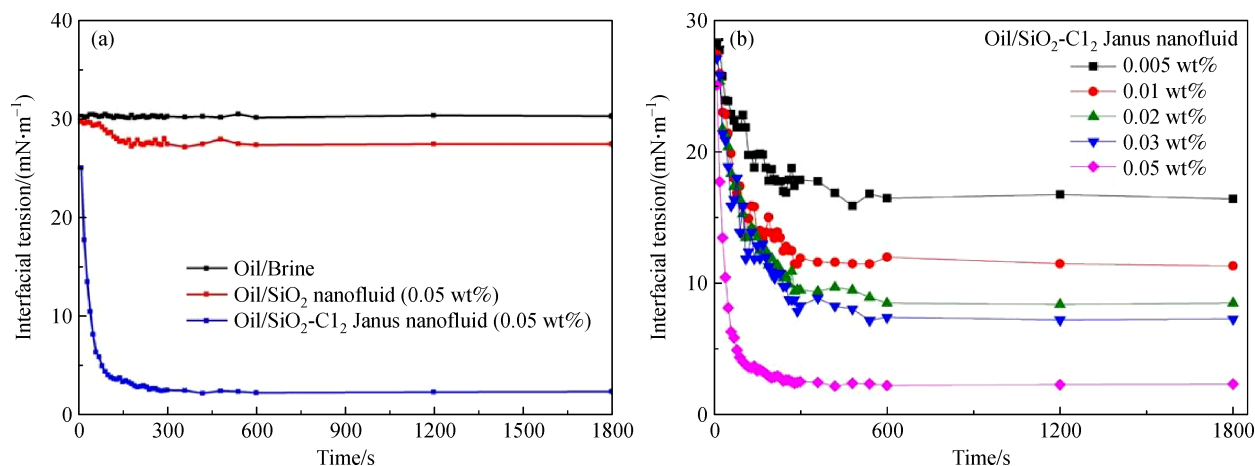 (a)
40
30
20
10
0
Interfacial tension/(mN·m⁻¹)
Oil/Brine
Oil/SiO₂ nanofluid (0.05 wt%)
Oil/SiO₂-C1₂ Janus nanofluid (0.05 wt%)
0 300 600 900 1200 1500 1800
Time/s
(b)
30
20
10
0
Interfacial tension/(mN·m⁻¹)
Oil/SiO₂-C1₂ Janus nanofluid
0.005 wt%
0.01 wt%
0.02 wt%
0.03 wt%
0.05 wt%
0 600 1200 1800
Time/s